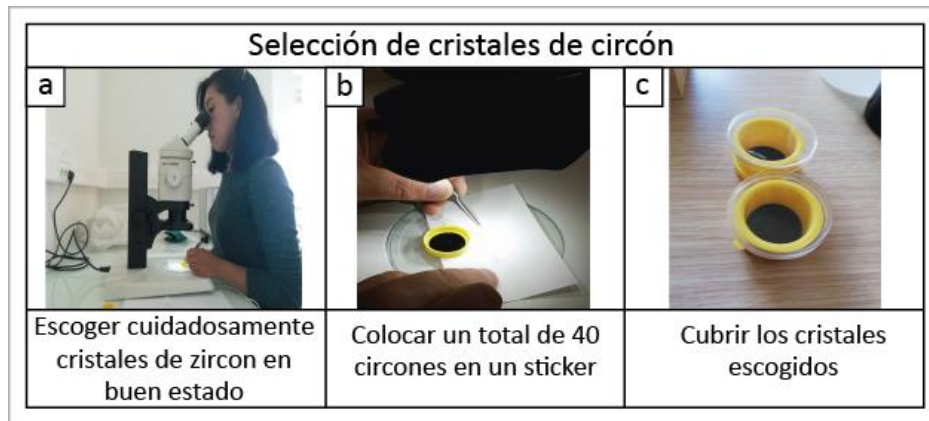 Selección de cristales de circón
a
b
c
Escoger cuidadosamente
cristales de zircon en
buen estado
Colocar un total de 40
circones en un sticker
Cubrir los cristales
escogidos